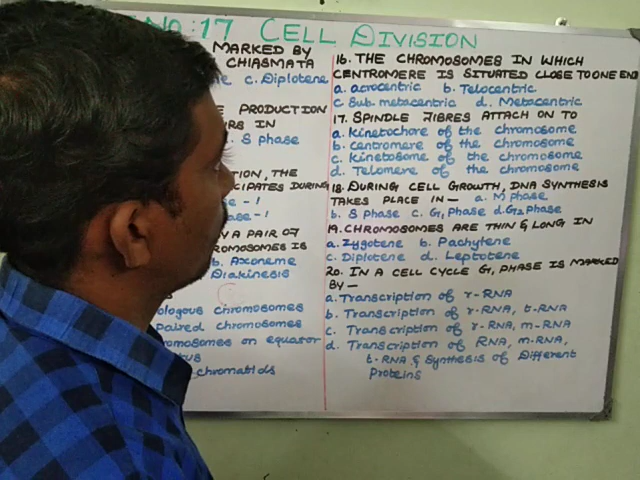 NO: 17 CELL DIVISION
MARKED BY
CHIASMATA
c. Diplotene
PRODUCTION
IN
S phase
THE
DURING
- 1
- 1
A PAIR OF
IS
b. Axoneme
Diakinesis
chromosomes
Paired chromosomes
on equator
chromatids
16. THE CHROMOSOMES IN WHICH
CENTROMERE IS SITUATED CLOSE TO ONE END
a. acrocentric b. Telocentric
c. Sub. metacentric d. Metacentric
17. SPINDLE FIBRES ATTACH ON TO
a. Kinetochore of the chromosome
b. centromere of the chromosome
c. kinetosome of the chromosome
d. Telomere of the chromosome
18. DURING CELL GROWTH, DNA SYNTHESIS
TAKES PLACE IN — a. M phase
b. S phase c. G1 phase d. G2 phase
19. CHROMOSOMES ARE THIN & LONG IN
a. Zygotene b. Pachytene
c. Diplotene d. Leptotene
20. IN A CELL CYCLE G1 PHASE IS MARKED
BY —
a. Transcription of r-RNA
b. Transcription of r-RNA, t-RNA
c. Transcription of r-RNA, m-RNA
d. Transcription of RNA, m-RNA,
t-RNA & Synthesis of Different
Proteins